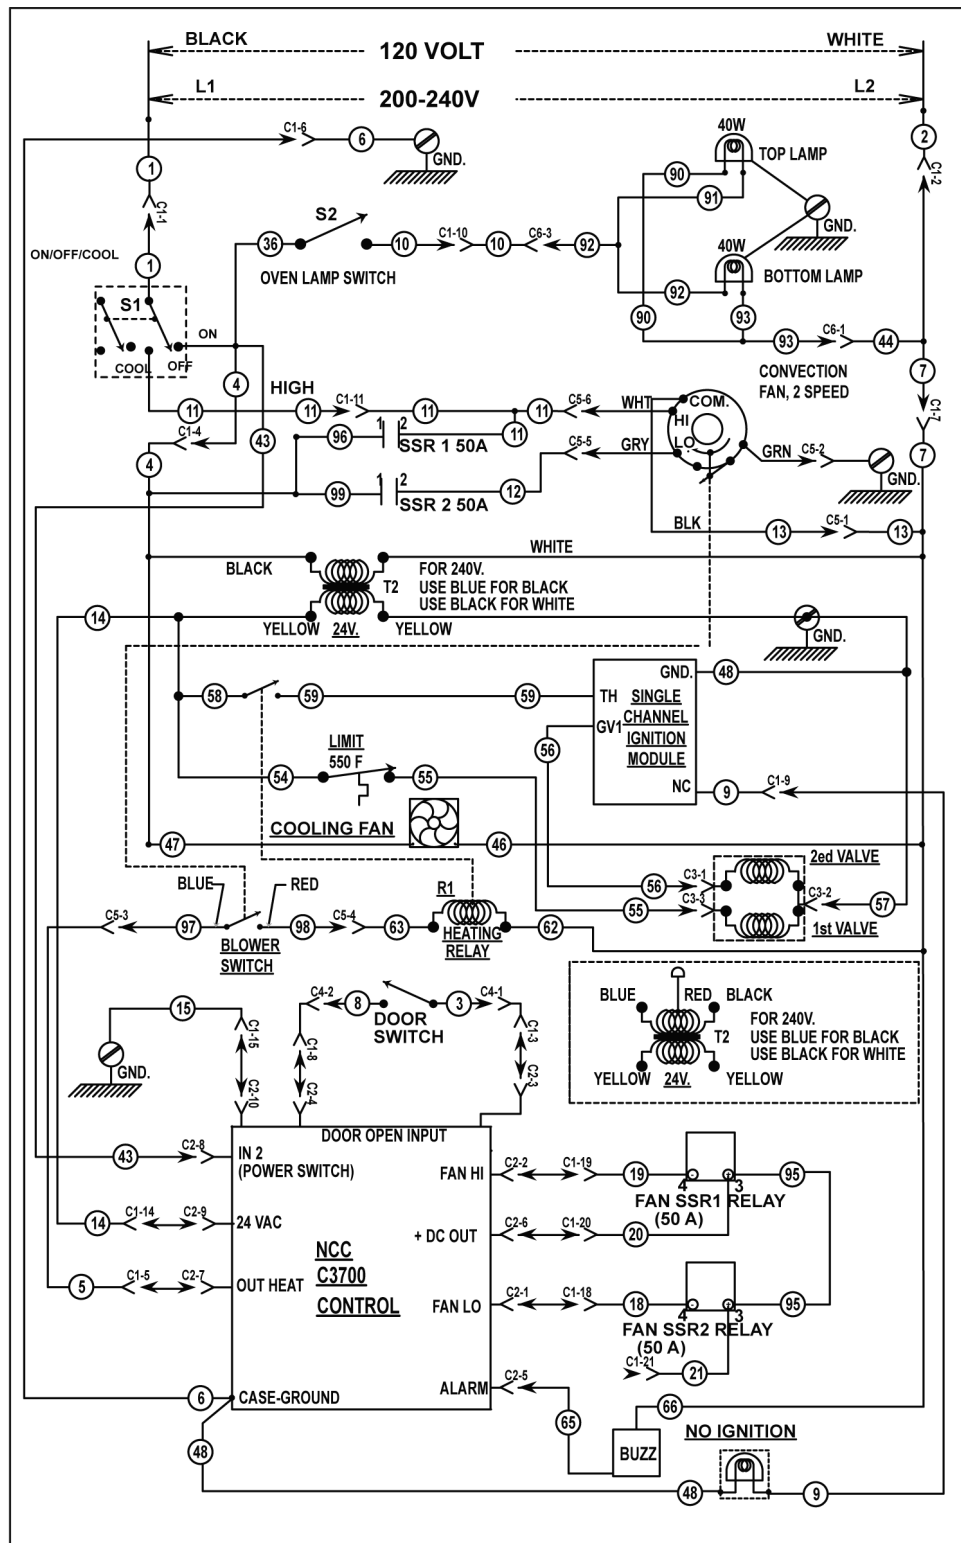 BLACK
120 VOLT
WHITE
L1
200-240V
L2
C1-6
6
GND.
40W
TOP LAMP
2
C1-2
1
C1-1
90
91
GND.
S2
36
10
C1-10
10
C6-3
92
OVEN LAMP SWITCH
40W
BOTTOM LAMP
ON/OFF/COOL
1
92
90
93
S1
ON
COOL
OFF
93
C6-1
44
4
HIGH
CONVECTION
FAN, 2 SPEED
7
C1-7
11
11
C1-11
11
11
C5-6
WHT
COM.
HI
LO
C1-4
43
96
1 2
SSR 1 50A
11
C5-5
GRY
GRN
C5-2
7
4
GND.
99
1 2
SSR 2 50A
12
BLK
13
C5-1
13
BLACK
WHITE
T2
FOR 240V.
USE BLUE FOR BLACK
USE BLACK FOR WHITE
14
YELLOW
24V.
YELLOW
GND.
GND.
48
58
59
59
TH
GV1
SINGLE
CHANNEL
IGNITION
MODULE
56
LIMIT
550 F
54
55
NC
9
C1-9
COOLING FAN
47
46
2ed VALVE
56
C3-1
C3-3
55
C3-2
57
1st VALVE
BLUE
RED
R1
C5-3
97
98
C5-4
63
HEATING
RELAY
62
BLOWER
SWITCH
C4-2
8
3
C4-1
DOOR
SWITCH
15
C1-15
C2-10
C1-8
C2-4
C1-3
C2-3
GND.
BLUE
RED
BLACK
T2
FOR 240V.
USE BLUE FOR BLACK
USE BLACK FOR WHITE
YELLOW
24V.
YELLOW
DOOR OPEN INPUT
43
C2-8
IN 2
(POWER SWITCH)
FAN HI
C2-2
C1-19
19
4
3
95
FAN SSR1 RELAY
(50 A)
14
C1-14
C2-9
24 VAC
+ DC OUT
C2-6
C1-20
20
NCC
C3700
CONTROL
5
C1-5
C2-7
OUT HEAT
FAN LO
C2-1
C1-18
18
4
3
95
FAN SSR2 RELAY
(50 A)
C1-21
21
ALARM
C2-5
6
CASE-GROUND
65
66
BUZZ
NO IGNITION
48
48
9